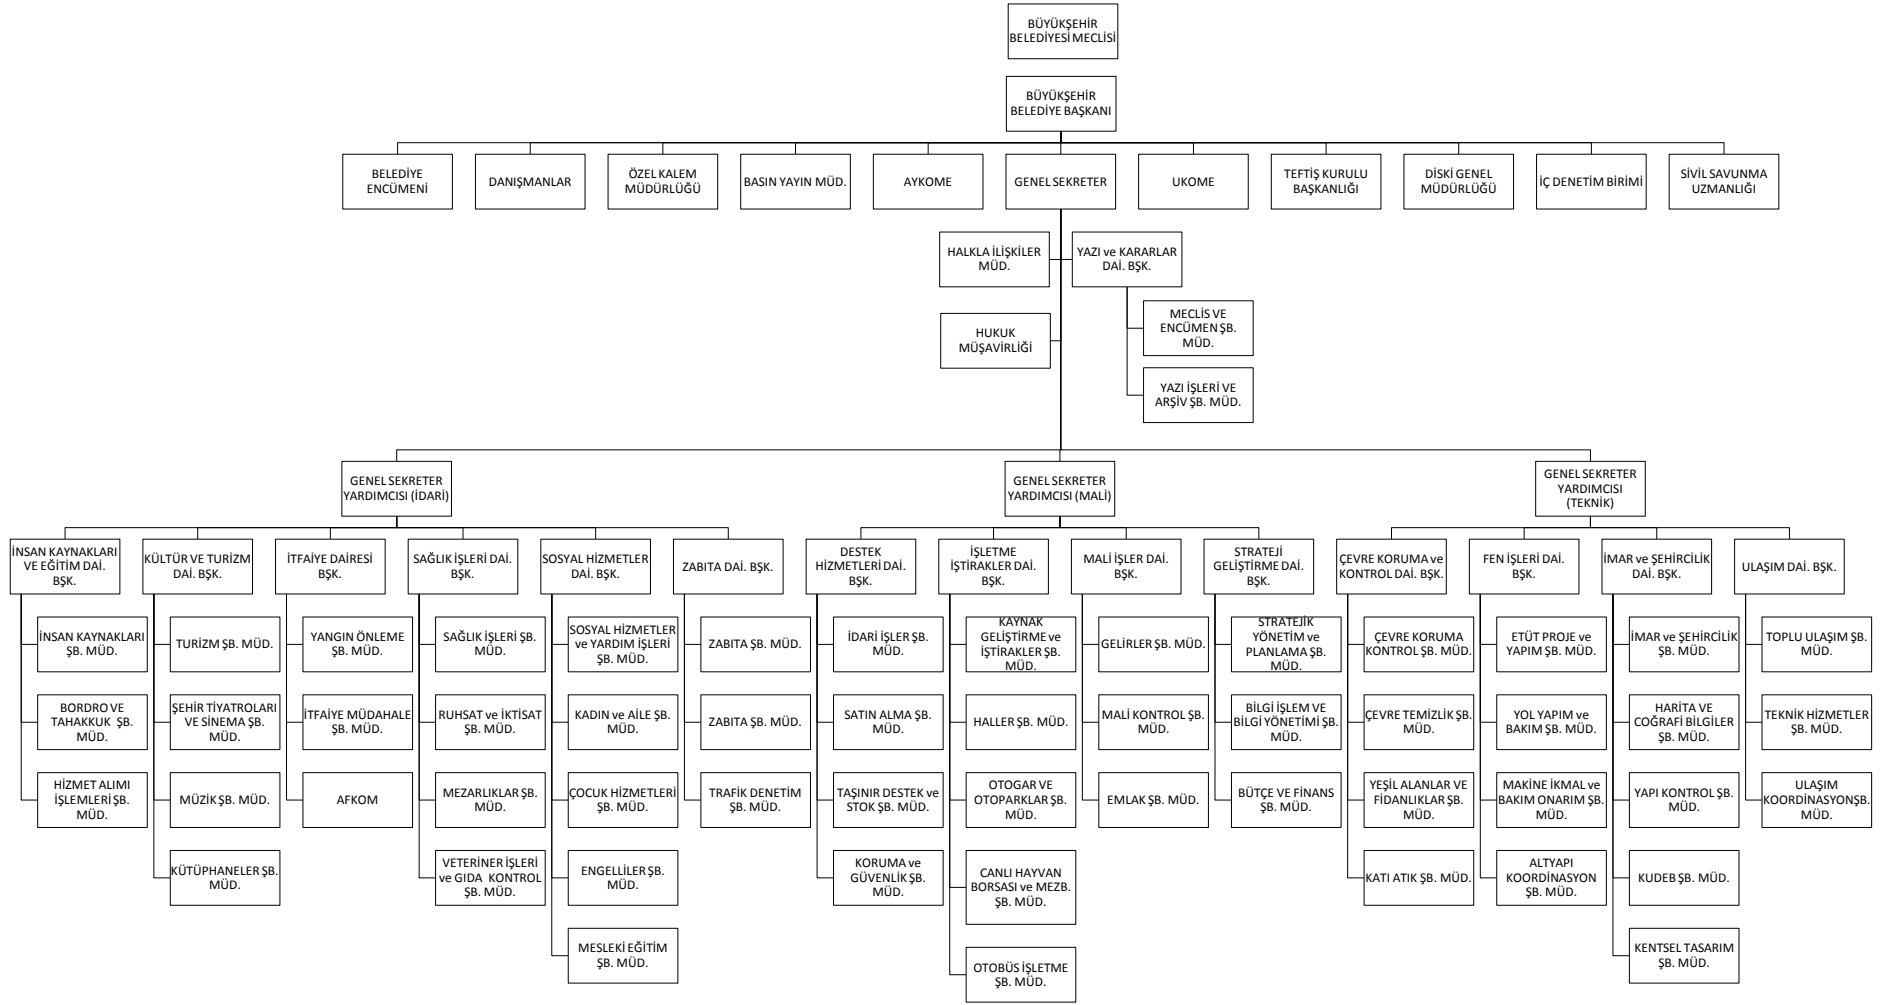 BÜYÜKŞEHİR
BELEDİYESİ MECLİSİ
BÜYÜKŞEHİR
BELEDİYE BAŞKANI
BELEDİYE
ENCÜMENİ
DANIŞMANLAR
ÖZEL KALEM
MÜDÜRLÜĞÜ
BASIN YAYIN MÜD.
AYKOME
GENEL SEKRETER
UKOME
TEFTİŞ KURULU
BAŞKANLIĞI
DİSKİ GENEL
MÜDÜRLÜĞÜ
İÇ DENETİM BİRİMİ
SİVİL SAVUNMA
UZMANLIĞI
HALKLA İLİŞKİLER
MÜD.
YAZI ve KARARLAR
DAİ. BŞK.
MECLİS VE
ENCÜMEN ŞB.
MÜD.
HUKUK
MÜŞAVİRLİĞİ
YAZI İŞLERİ VE
ARŞİV ŞB. MÜD.
GENEL SEKRETER
YARDIMCISI (İDARİ)
GENEL SEKRETER
YARDIMCISI (MALİ)
GENEL SEKRETER
YARDIMCISI
(TEKNİK)
İNSAN KAYNAKLARI
VE EĞİTİM DAİ.
BŞK.
KÜLTÜR VE TURİZM
DAİ. BŞK.
İTFAİYE DAİRESİ
BŞK.
SAĞLIK İŞLERİ DAİ.
BŞK.
SOSYAL HİZMETLER
DAİ. BŞK.
ZABITA DAİ. BŞK.
DESTEK
HİZMETLERİ DAİ.
BŞK.
İŞLETME
İŞTİRAKLER DAİ.
BŞK.
MALİ İŞLER DAİ.
BŞK.
STRATEJİ
GELİŞTİRME DAİ.
BŞK.
ÇEVRE KORUMA ve
KONTROL DAİ. BŞK.
FEN İŞLERİ DAİ.
BŞK.
İMAR ve ŞEHİRCİLİK
DAİ. BŞK.
ULAŞIM DAİ. BŞK.
İNSAN KAYNAKLARI
ŞB. MÜD.
TURİZM ŞB. MÜD.
YANGIN ÖNLEME
ŞB. MÜD.
SAĞLIK İŞLERİ ŞB.
MÜD.
SOSYAL HİZMETLER
ve YARDIM İŞLERİ
ŞB. MÜD.
ZABITA ŞB. MÜD.
İDARİ İŞLER ŞB.
MÜD.
KAYNAK
GELİŞTİRME ve
İŞTİRAKLER ŞB.
MÜD.
GELİRLER ŞB. MÜD.
STRATEJİK
YÖNETİM ve
PLANLAMA ŞB.
MÜD.
ÇEVRE KORUMA
KONTROL ŞB. MÜD.
ETÜT PROJE ve
YAPIM ŞB. MÜD.
İMAR ve ŞEHİRCİLİK
ŞB. MÜD.
TOPLU ULAŞIM ŞB.
MÜD.
BORDRO VE
TAHAKKUK ŞB.
MÜD.
ŞEHİR TİYATROLARI
VE SİNEMA ŞB.
MÜD.
İTFAİYE MÜDAHALE
ŞB. MÜD.
RUHSAT ve İKTİSAT
ŞB. MÜD.
KADIN ve AİLE ŞB.
MÜD.
ZABITA ŞB. MÜD.
SATIN ALMA ŞB.
MÜD.
HALLER ŞB. MÜD.
MALİ KONTROL ŞB.
MÜD.
BİLGİ İŞLEM VE
BİLGİ YÖNETİMİ ŞB.
MÜD.
ÇEVRE TEMİZLİK ŞB.
MÜD.
YOL YAPIM ve
BAKIM ŞB. MÜD.
HARİTA VE
COĞRAFİ BİLGİLER
ŞB. MÜD.
TEKNİK HİZMETLER
ŞB. MÜD.
HİZMET ALIMI
İŞLEMLERİ ŞB.
MÜD.
MÜZİK ŞB. MÜD.
AFKOM
MEZARLIKLAR ŞB.
MÜD.
ÇOCUK HİZMETLERİ
ŞB. MÜD.
TRAFİK DENETİM
ŞB. MÜD.
TAŞINIR DESTEK ve
STOK ŞB. MÜD.
OTOGAR VE
OTOPARKLAR ŞB.
MÜD.
EMLAK ŞB. MÜD.
BÜTÇE VE FİNANS
ŞB. MÜD.
YEŞİL ALANLAR VE
FİDANLIKLAR ŞB.
MÜD.
MAKİNE İKMAL ve
BAKIM ONARIM ŞB.
MÜD.
YAPI KONTROL ŞB.
MÜD.
ULAŞIM
KOORDİNASYONŞB.
MÜD.
KÜTÜPHANELER ŞB.
MÜD.
VETERİNER İŞLERİ
ve GIDA KONTROL
ŞB. MÜD.
ENGELLİLER ŞB.
MÜD.
KORUMA ve
GÜVENLİK ŞB.
MÜD.
CANLI HAYVAN
BORSASI ve MEZB.
ŞB. MÜD.
KATI ATIK ŞB. MÜD.
ALTYAPI
KOORDİNASYON
ŞB. MÜD.
KUDEB ŞB. MÜD.
MESLEKİ EĞİTİM
ŞB. MÜD.
OTOBÜS İŞLETME
ŞB. MÜD.
KENTSEL TASARIM
ŞB. MÜD.